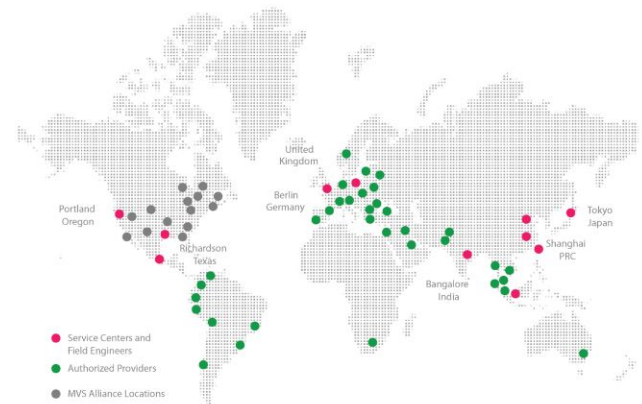 United
Kingdom
Berlin
Germany
Portland
Oregon
Tokyo
Japan
Richardson
Texas
Shanghai
PRC
Bangalore
India
Service Centers and
Field Engineers
Authorized Providers
MVS Alliance Locations